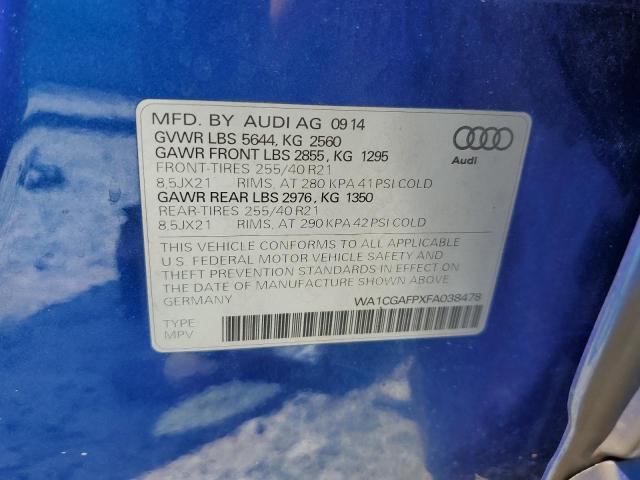 MFD. BY AUDI AG 09 14
GVWR LBS 5644, KG 2560
GAWR FRONT LBS 2855, KG 1295
FRONT-TIRES 255/40 R21
8,5JX21 RIMS, AT 280 KPA 41 PSI COLD
GAWR REAR LBS 2976, KG 1350
REAR-TIRES 255/40 R21
8,5JX21 RIMS, AT 290 KPA 42 PSI COLD
Audi
THIS VEHICLE CONFORMS TO ALL APPLICABLE
U.S. FEDERAL MOTOR VEHICLE SAFETY AND
THEFT PREVENTION STANDARDS IN EFFECT ON
THE DATE OF MANUFACTURE SHOWN ABOVE.
GERMANY WA1CGAFPXFA038478
TYPE
MPV